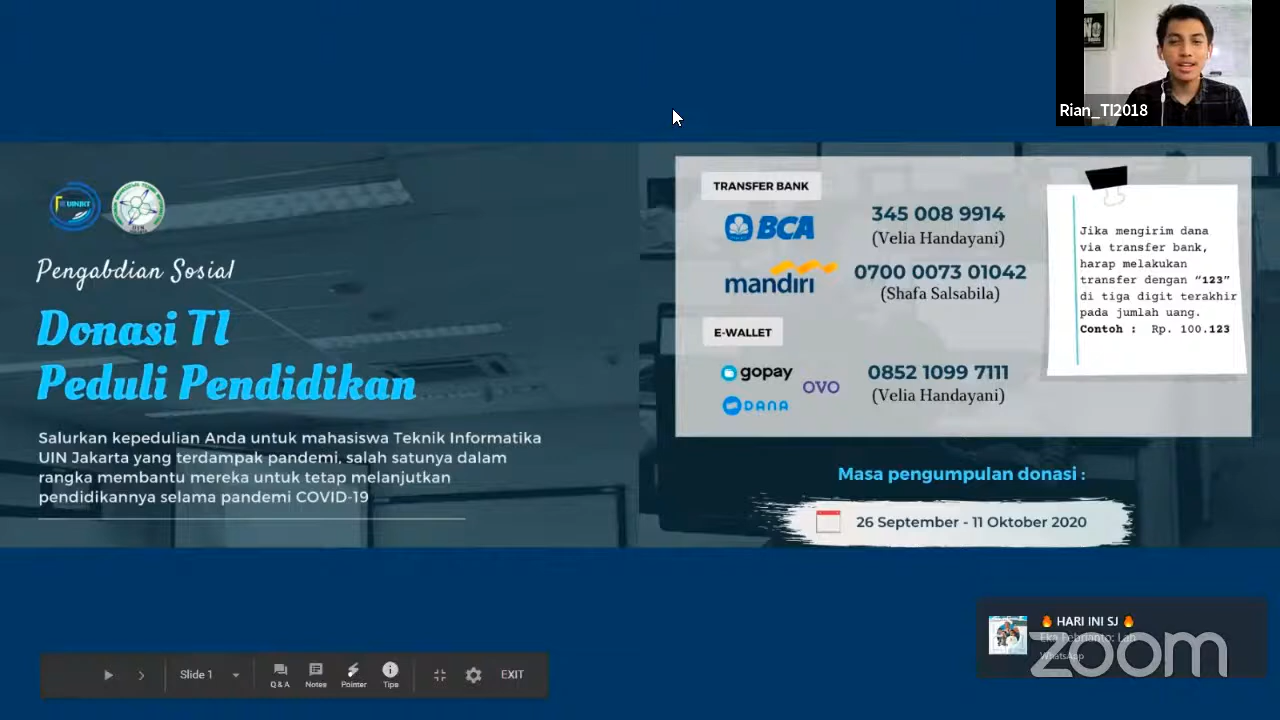 Rian_TI2018
UINJKT
Pengabdian Sosial
Donasi TI
Peduli Pendidikan
Salurkan kepedulian Anda untuk mahasiswa Teknik Informatika
UIN Jakarta yang terdampak pandemi, salah satunya dalam
rangka membantu mereka untuk tetap melanjutkan
pendidikannya selama pandemi COVID-19
TRANSFER BANK
BCA
345 008 9914
(Velia Handayani)
mandiri
0700 0073 01042
(Shafa Salsabila)
E-WALLET
gopay
OVO
DANA
0852 1099 7111
(Velia Handayani)
Jika mengirim dana
via transfer bank,
harap melakukan
transfer dengan “123”
di tiga digit terakhir
pada jumlah uang.
Contoh : Rp. 100.123
Masa pengumpulan donasi :
26 September - 11 Oktober 2020
HARI INI SJ
Eka Febrianto: Lah
WhatsApp
zoom
Slide 1
Q & A
Notes
Pointer
Tips
EXIT